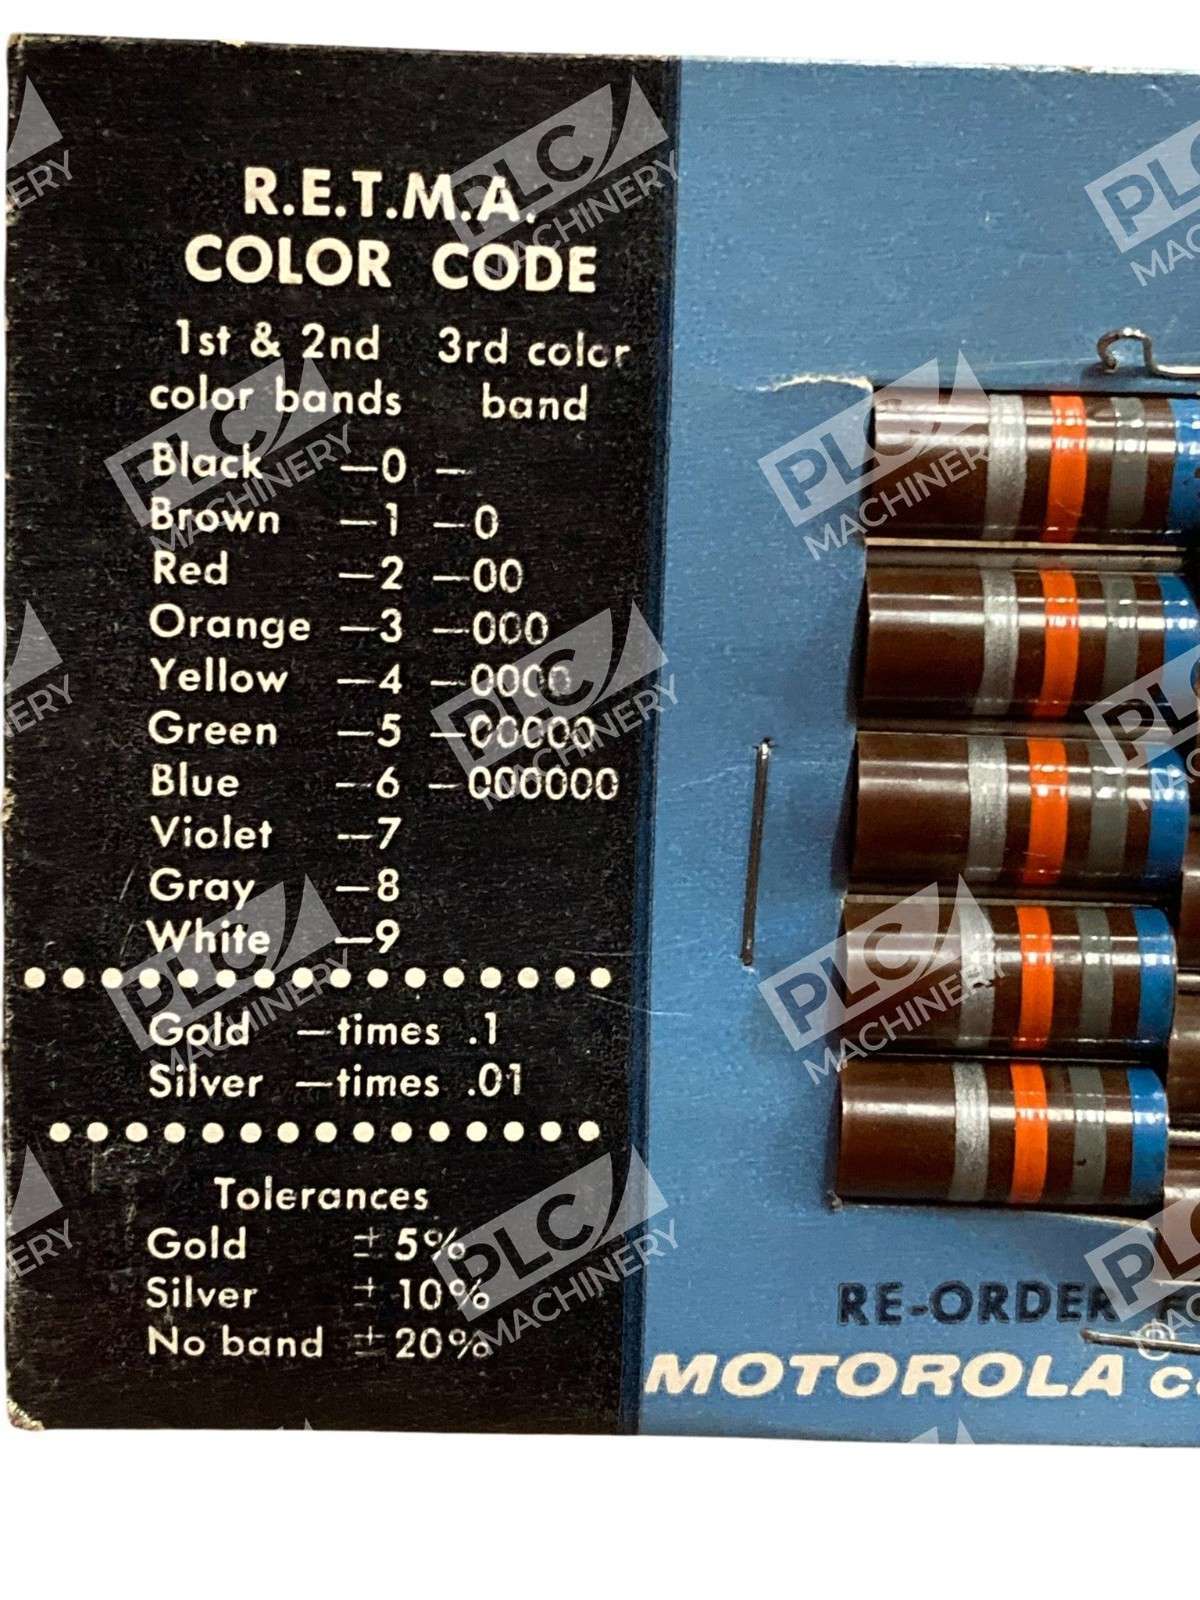 R.E.T.M.A.
COLOR CODE
1st & 2nd color bands 3rd color band
Black —0 —
Brown —1 —0
Red —2 —00
Orange —3 —000
Yellow —4 —0000
Green —5 —00000
Blue —6 —000000
Violet —7
Gray —8
White —9
Gold —times .1
Silver —times .01
Tolerances
Gold ± 5%
Silver ± 10%
No band ± 20%
RE-ORDER
MOTOROLA
PLC MACHINERY